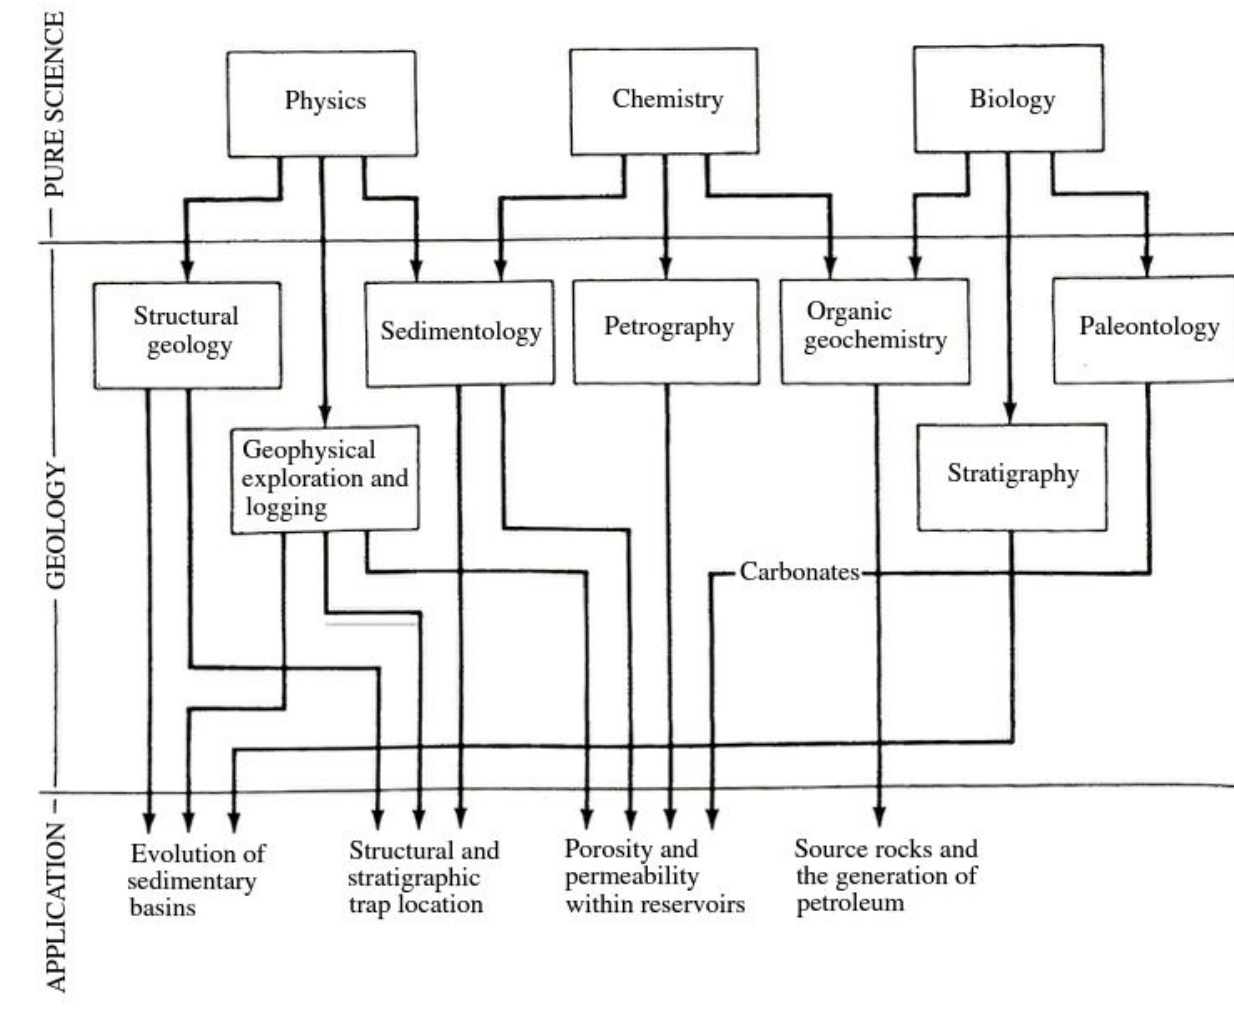 PURE SCIENCE
Physics
Chemistry
Biology
GEOLOGY
Structural
geology
Sedimentology
Petrography
Organic
geochemistry
Paleontology
Geophysical
exploration and
logging
Stratigraphy
Carbonates
APPLICATION
Evolution of
sedimentary
basins
Structural and
stratigraphic
trap location
Porosity and
permeability
within reservoirs
Source rocks and
the generation of
petroleum